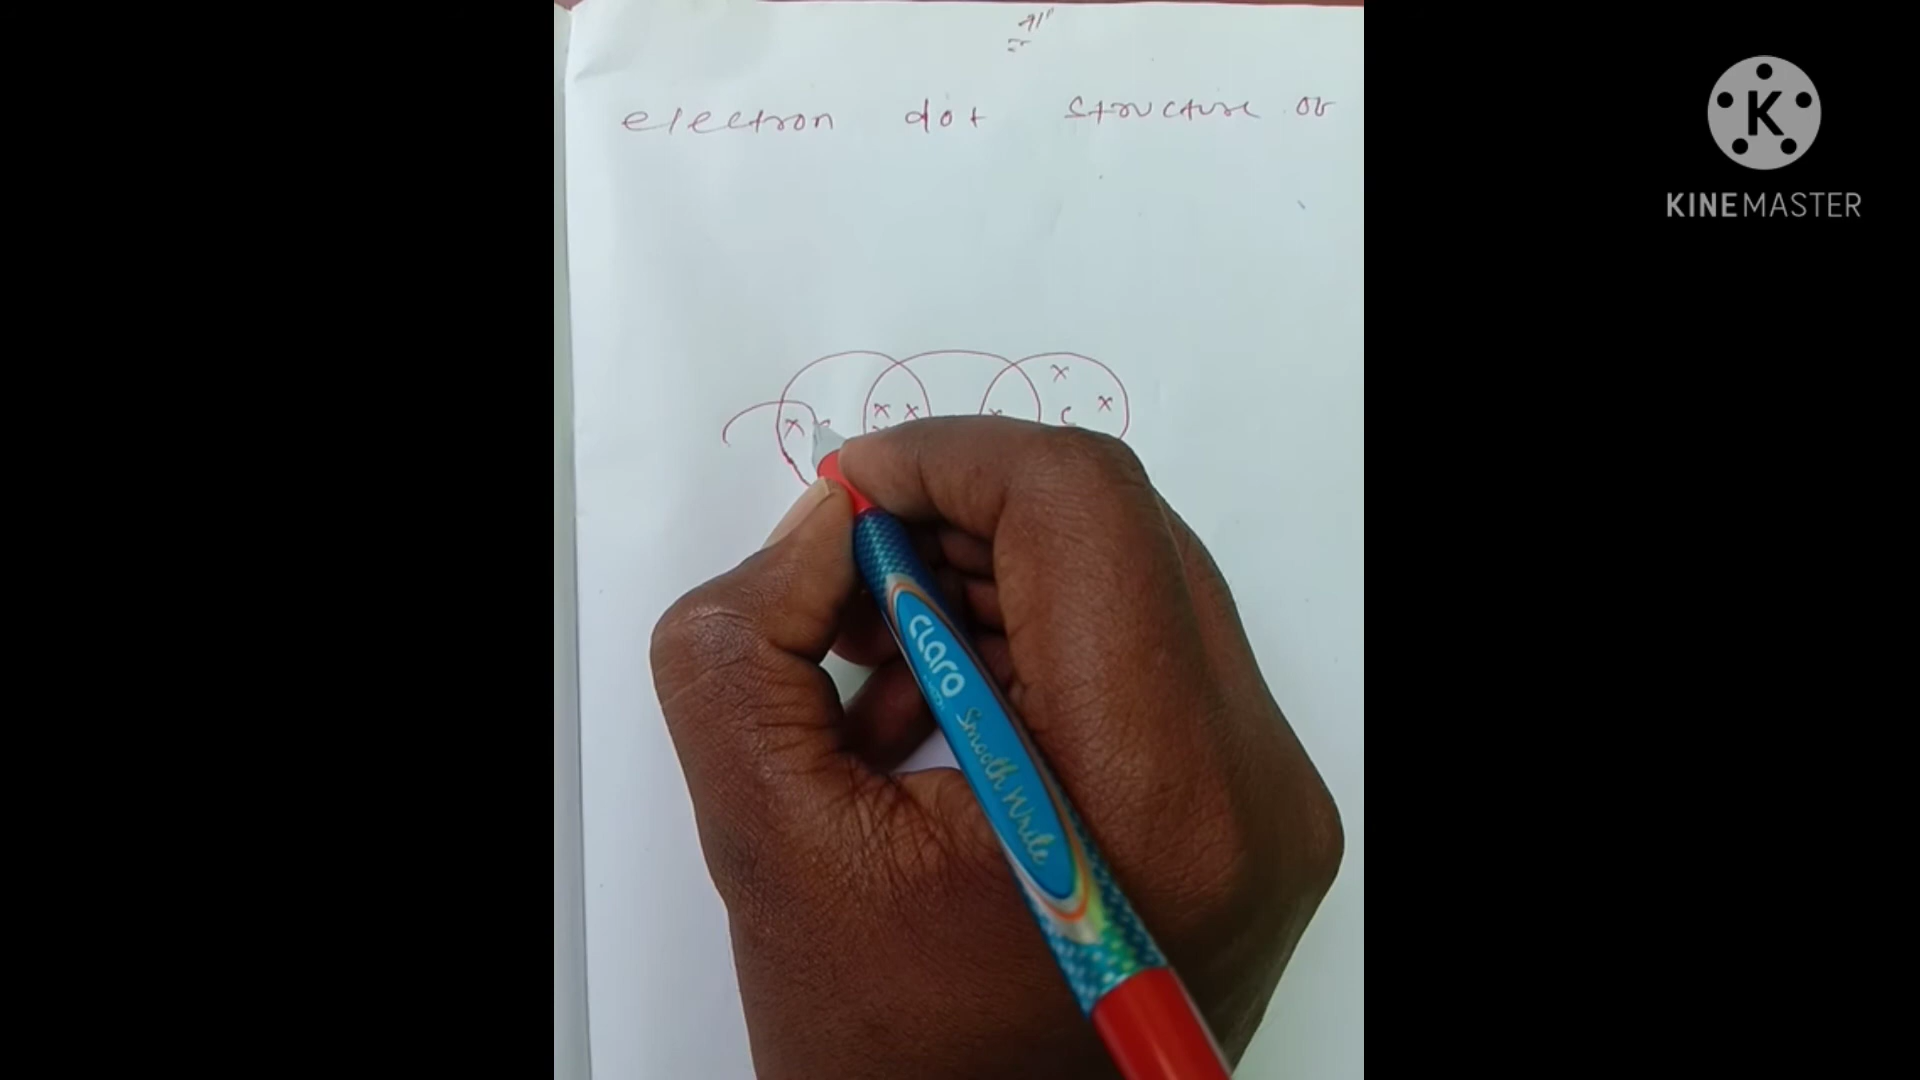 electron dot structure of
K
KINEMASTER
x
x x x c x
CLARO
Smooth Write